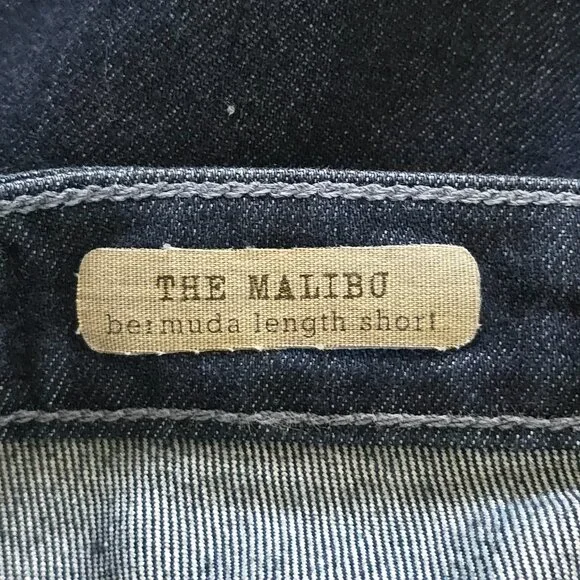 THE MALIBU
bermuda length short